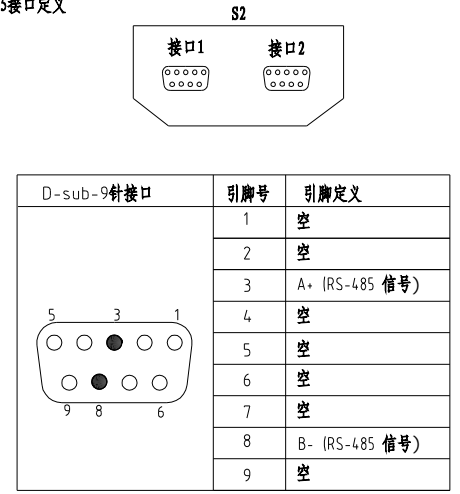 接口定义
S2
接口1 接口2
D-sub-9针接口 引脚号 引脚定义
1 空
2 空
3 A+ (RS-485 信号)
4 空
5 空
6 空
7 空
8 B- (RS-485 信号)
9 空
5 3 1
9 8 6